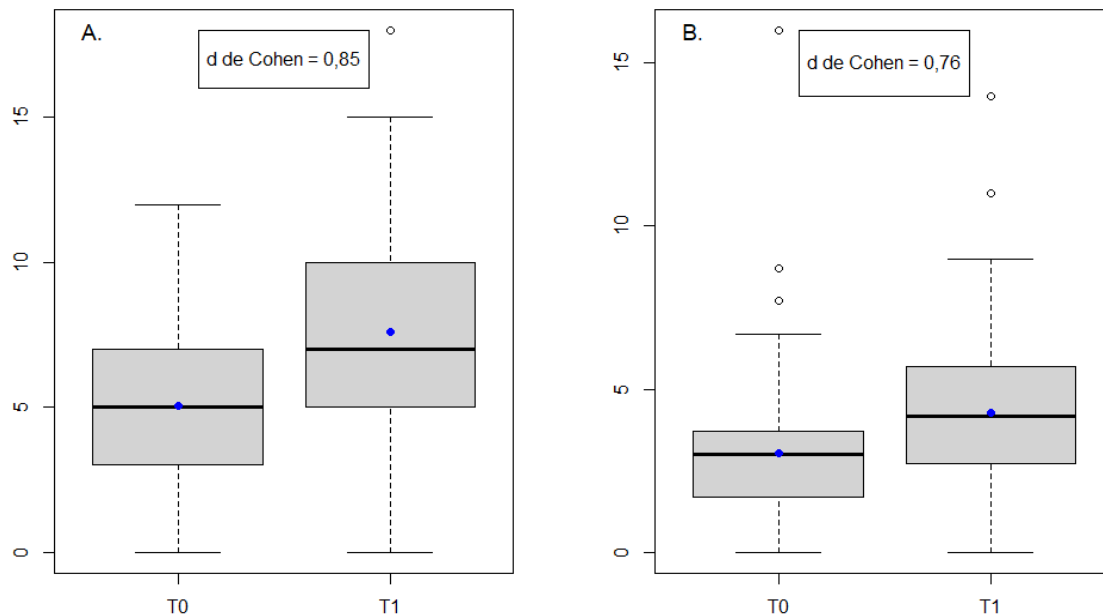 A.
d de Cohen = 0,85
15
10
5
0
T0 T1
B.
d de Cohen = 0,76
15
10
5
0
T0 T1